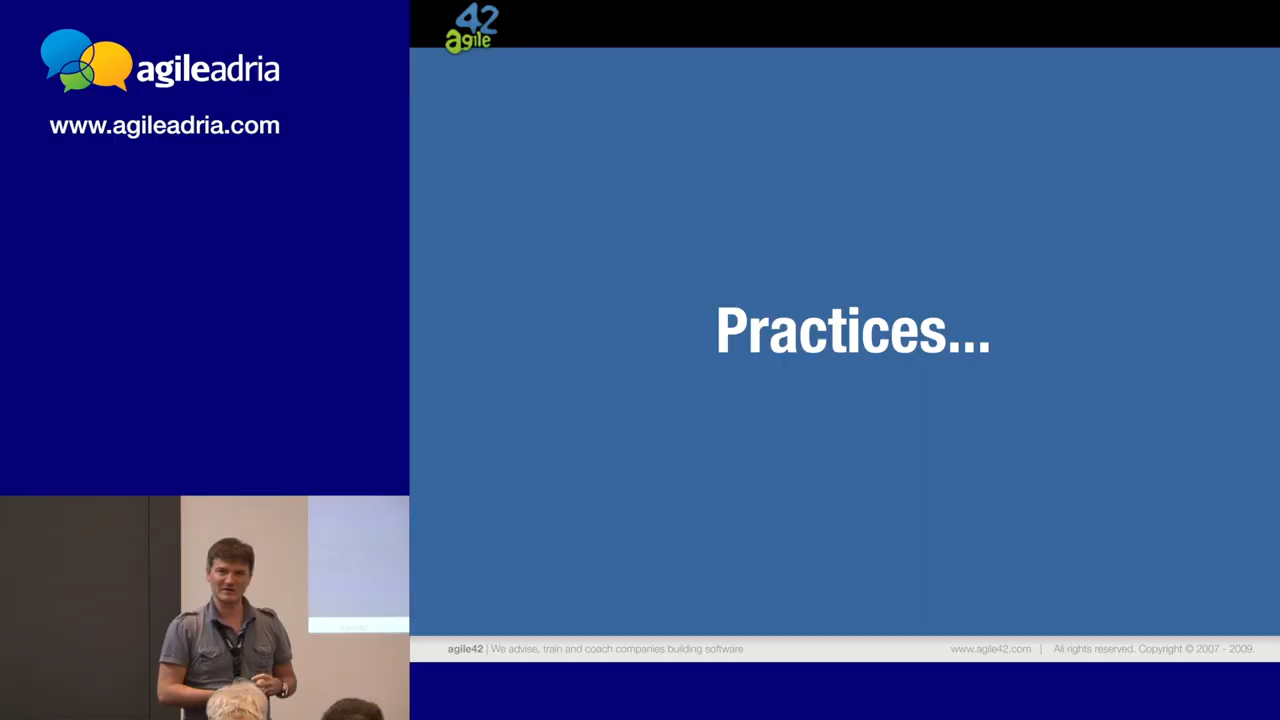 agileadria
www.agileadria.com
42
agile
Practices...
agile42 | We advise, train and coach companies building software
www.agile42.com | All rights reserved. Copyright © 2007 - 2009.